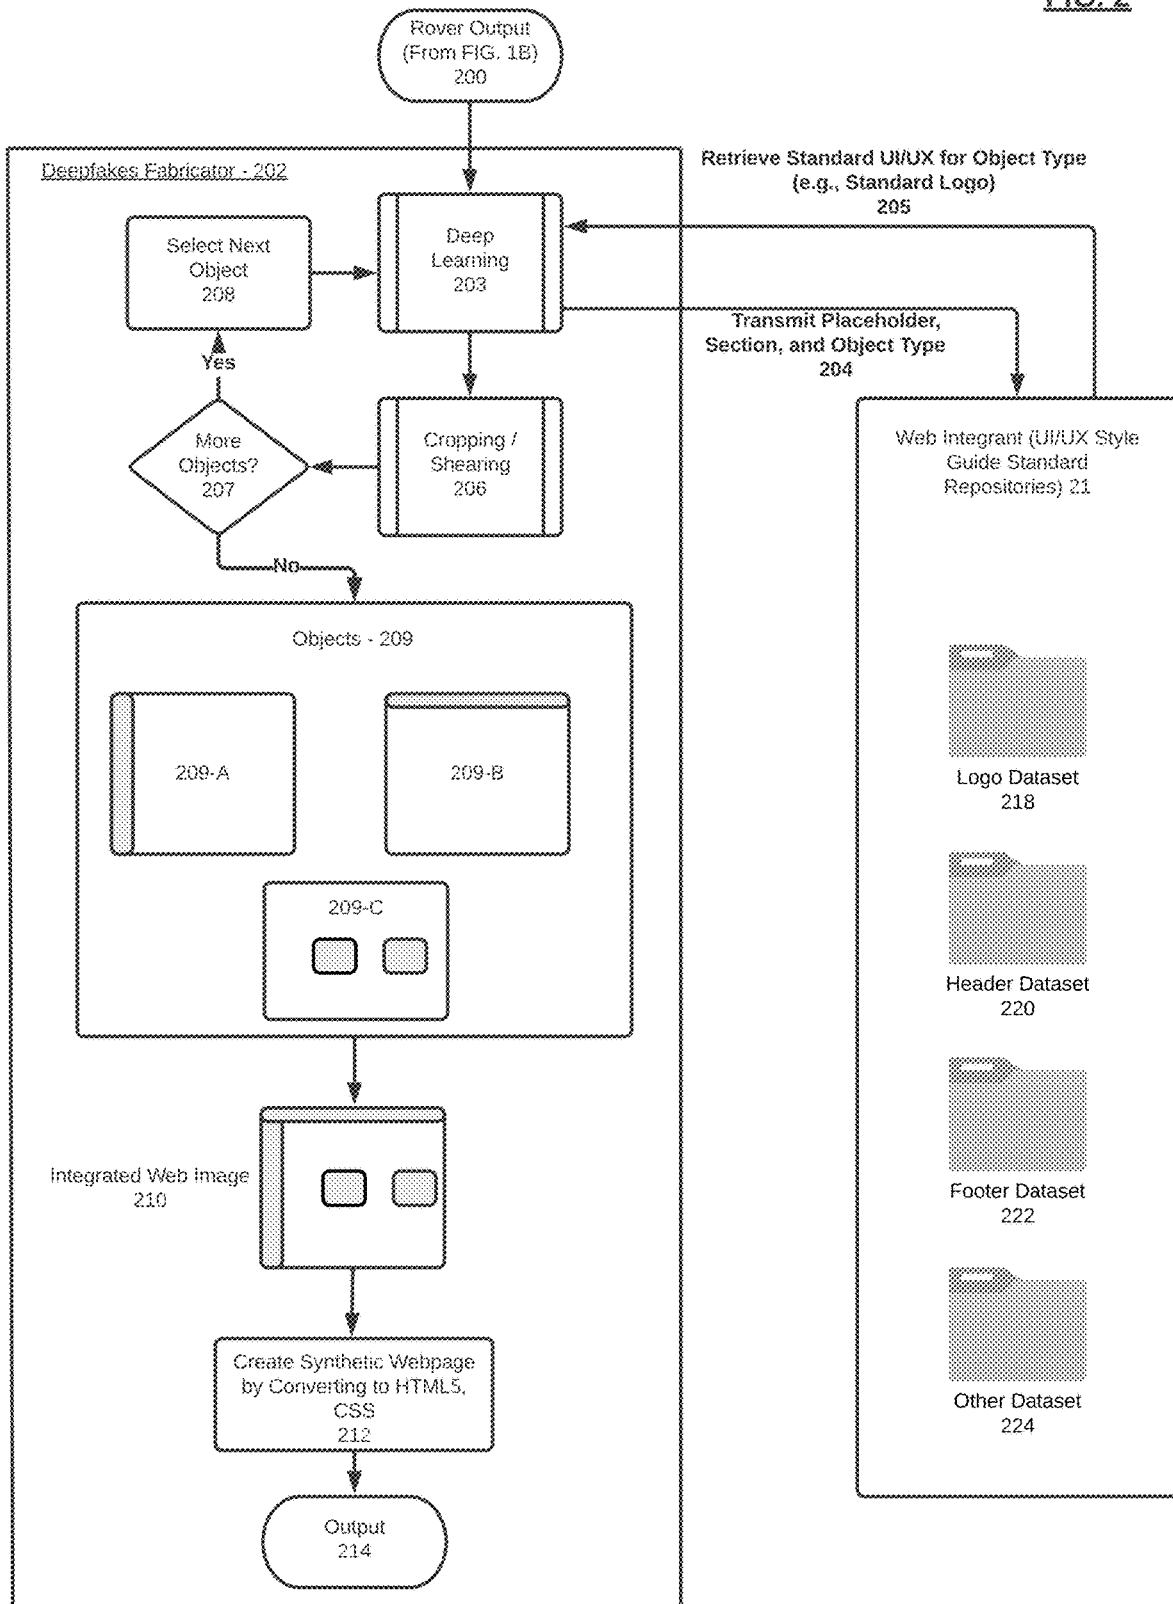 FIG. 2
Rover Output
(From FIG. 1B)
200
Deepfakes Fabricator - 202
Retrieve Standard UI/UX for Object Type
(e.g., Standard Logo)
205
Select Next
Object
208
Deep
Learning
203
Transmit Placeholder,
Section, and Object Type
204
Yes
More
Objects?
207
Cropping /
Shearing
206
Web Integrant (UI/UX Style
Guide Standard
Repositories) 21
No
Objects - 209
209-A
209-B
209-C
Logo Dataset
218
Header Dataset
220
Footer Dataset
222
Other Dataset
224
Integrated Web Image
210
Create Synthetic Webpage
by Converting to HTML5,
CSS
212
Output
214